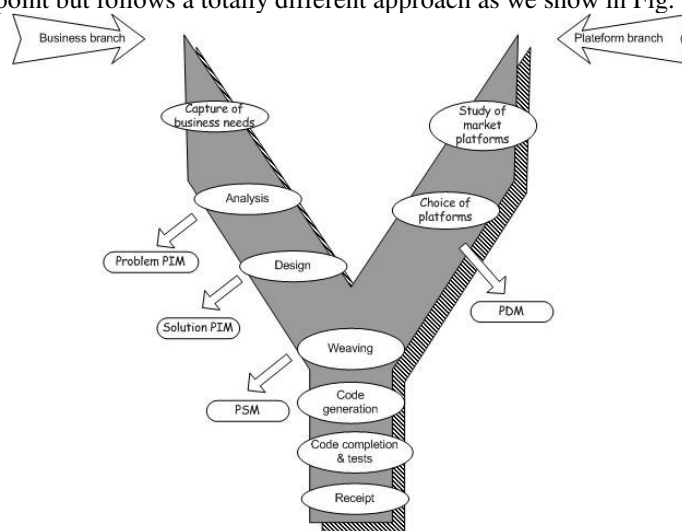 point but follows a totally different approach as we show in Fig.
Business branch
Plateform branch
Capture of
business needs
Study of
market
platforms
Analysis
Choice of
platforms
Problem PIM
Design
Solution PIM
PDM
Weaving
PSM
Code
generation
Code completion
& tests
Receipt